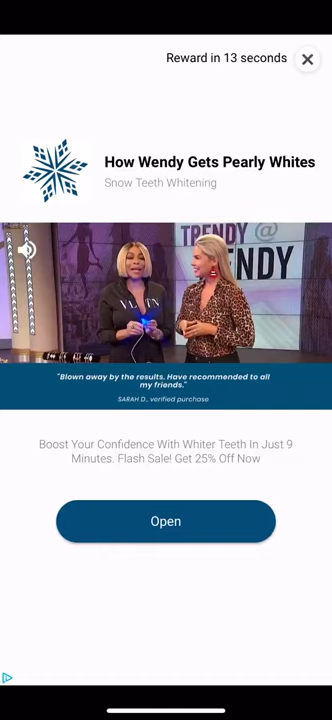 Reward in 13 seconds
How Wendy Gets Pearly Whites
Snow Teeth Whitening
TRENDY @
ENDY
"Blown away by the results. Have recommended to all
my friends."
SARAH D., verified purchase
Boost Your Confidence With Whiter Teeth In Just 9
Minutes. Flash Sale! Get 25% Off Now
Open